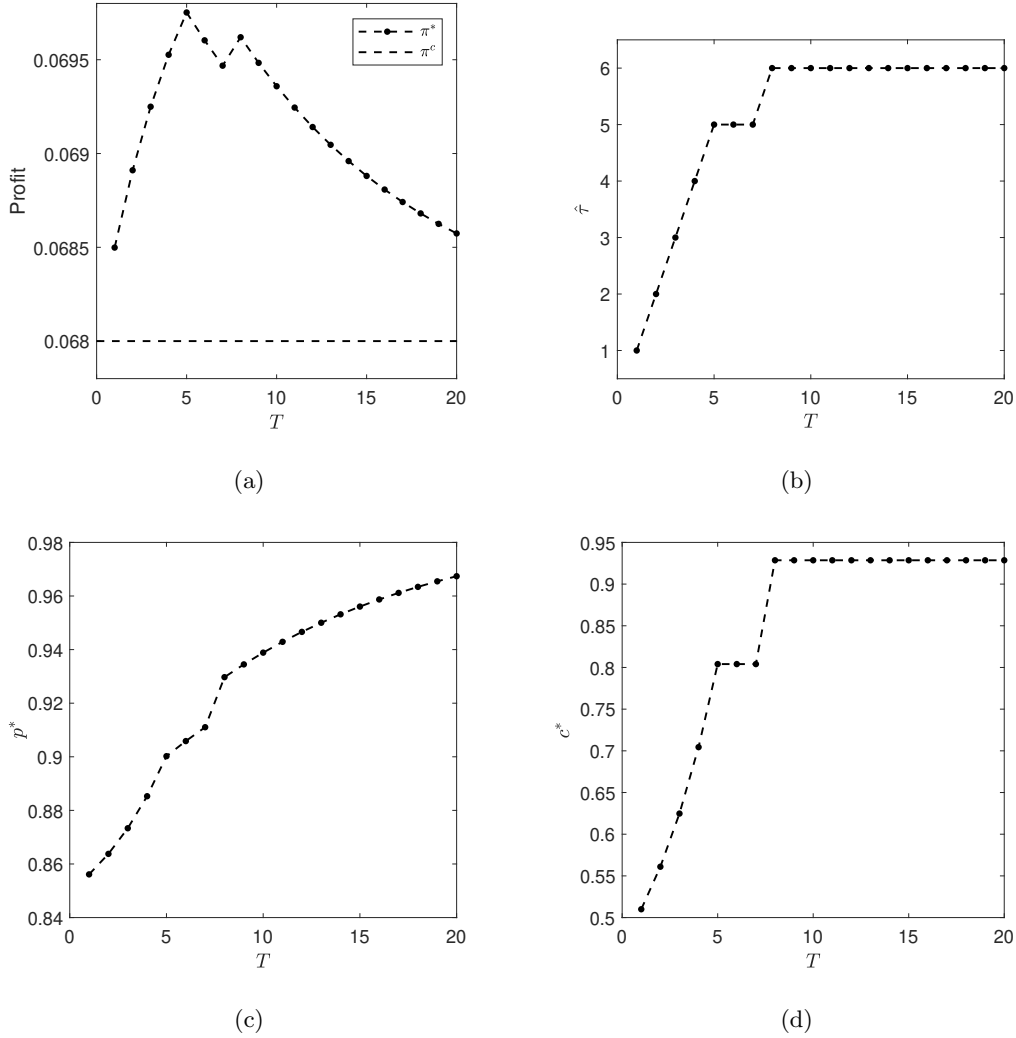 π*
πᶜ
0.0695
0.069
0.0685
0.068
Profit
0 5 10 15 20
T
(a)
6
5
4
3
2
1
τ̂
0 5 10 15 20
T
(b)
0.98
0.96
0.94
0.92
0.9
0.88
0.86
0.84
p*
0 5 10 15 20
T
(c)
0.95
0.9
0.85
0.8
0.75
0.7
0.65
0.6
0.55
0.5
c*
0 5 10 15 20
T
(d)